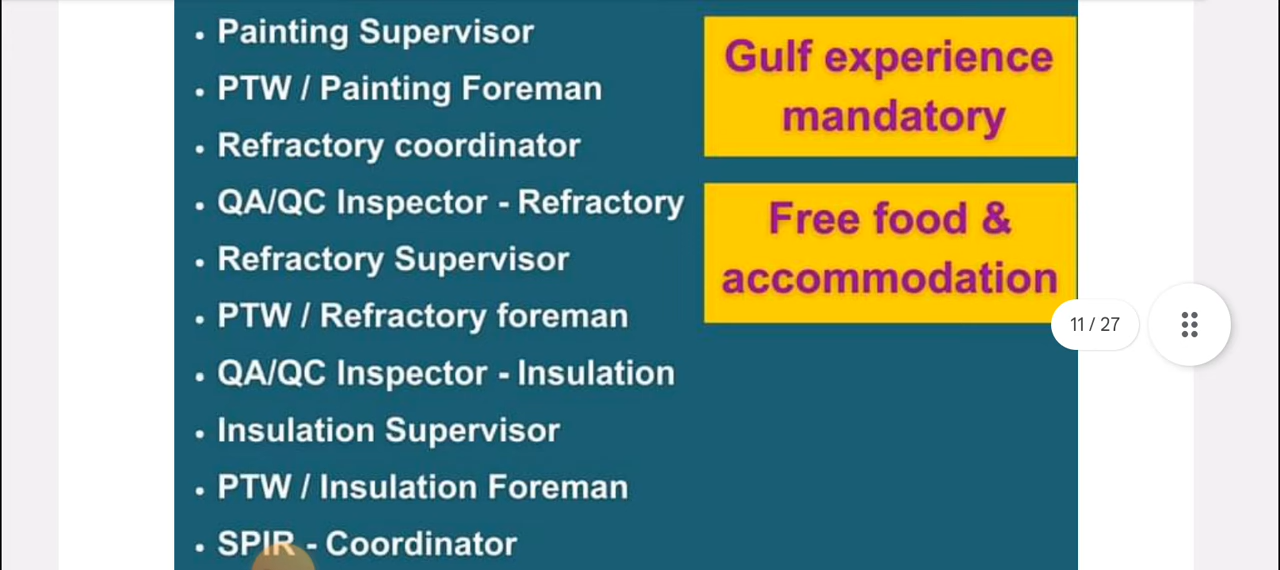 • Painting Supervisor
• PTW / Painting Foreman
• Refractory coordinator
• QA/QC Inspector - Refractory
• Refractory Supervisor
• PTW / Refractory foreman
• QA/QC Inspector - Insulation
• Insulation Supervisor
• PTW / Insulation Foreman
• SPIR - Coordinator
Gulf experience
mandatory
Free food &
accommodation
11 / 27